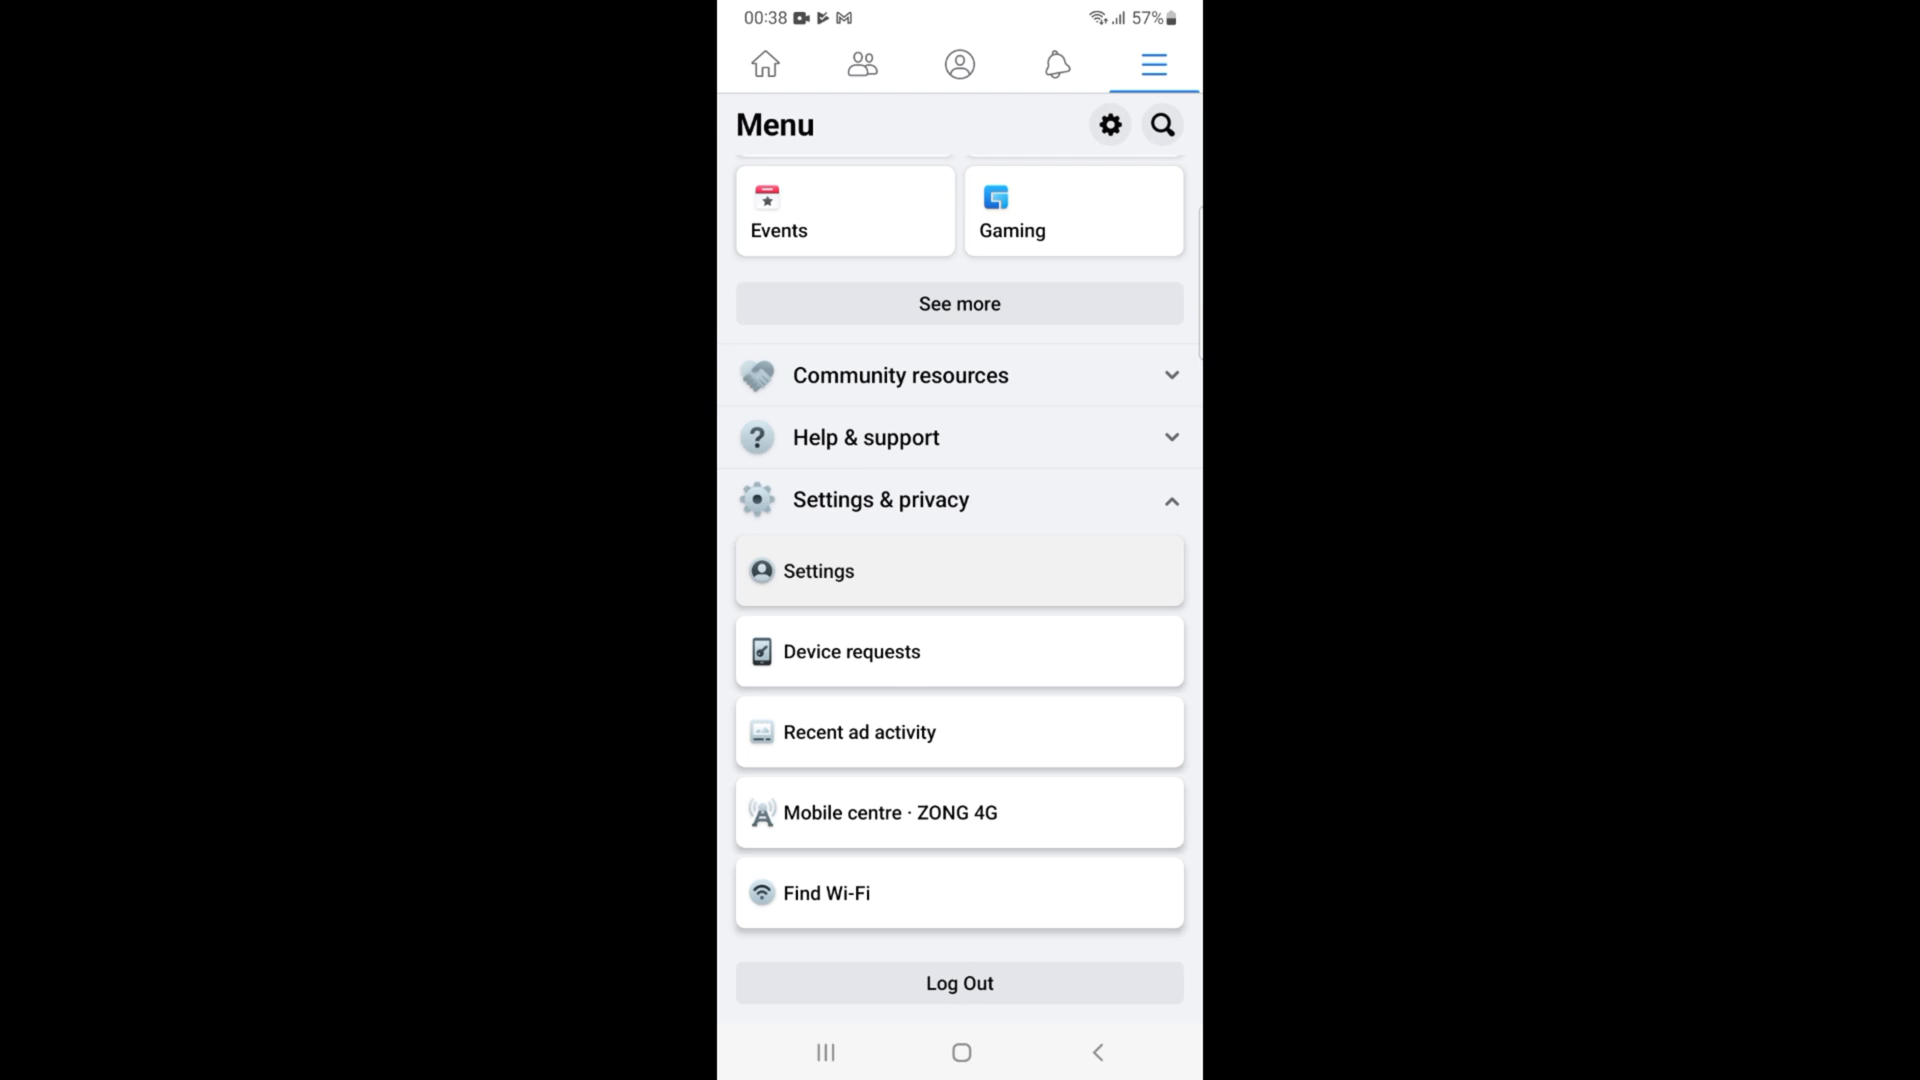 00:38
57%
Menu
Events
Gaming
See more
Community resources
Help & support
Settings & privacy
Settings
Device requests
Recent ad activity
Mobile centre · ZONG 4G
Find Wi-Fi
Log Out